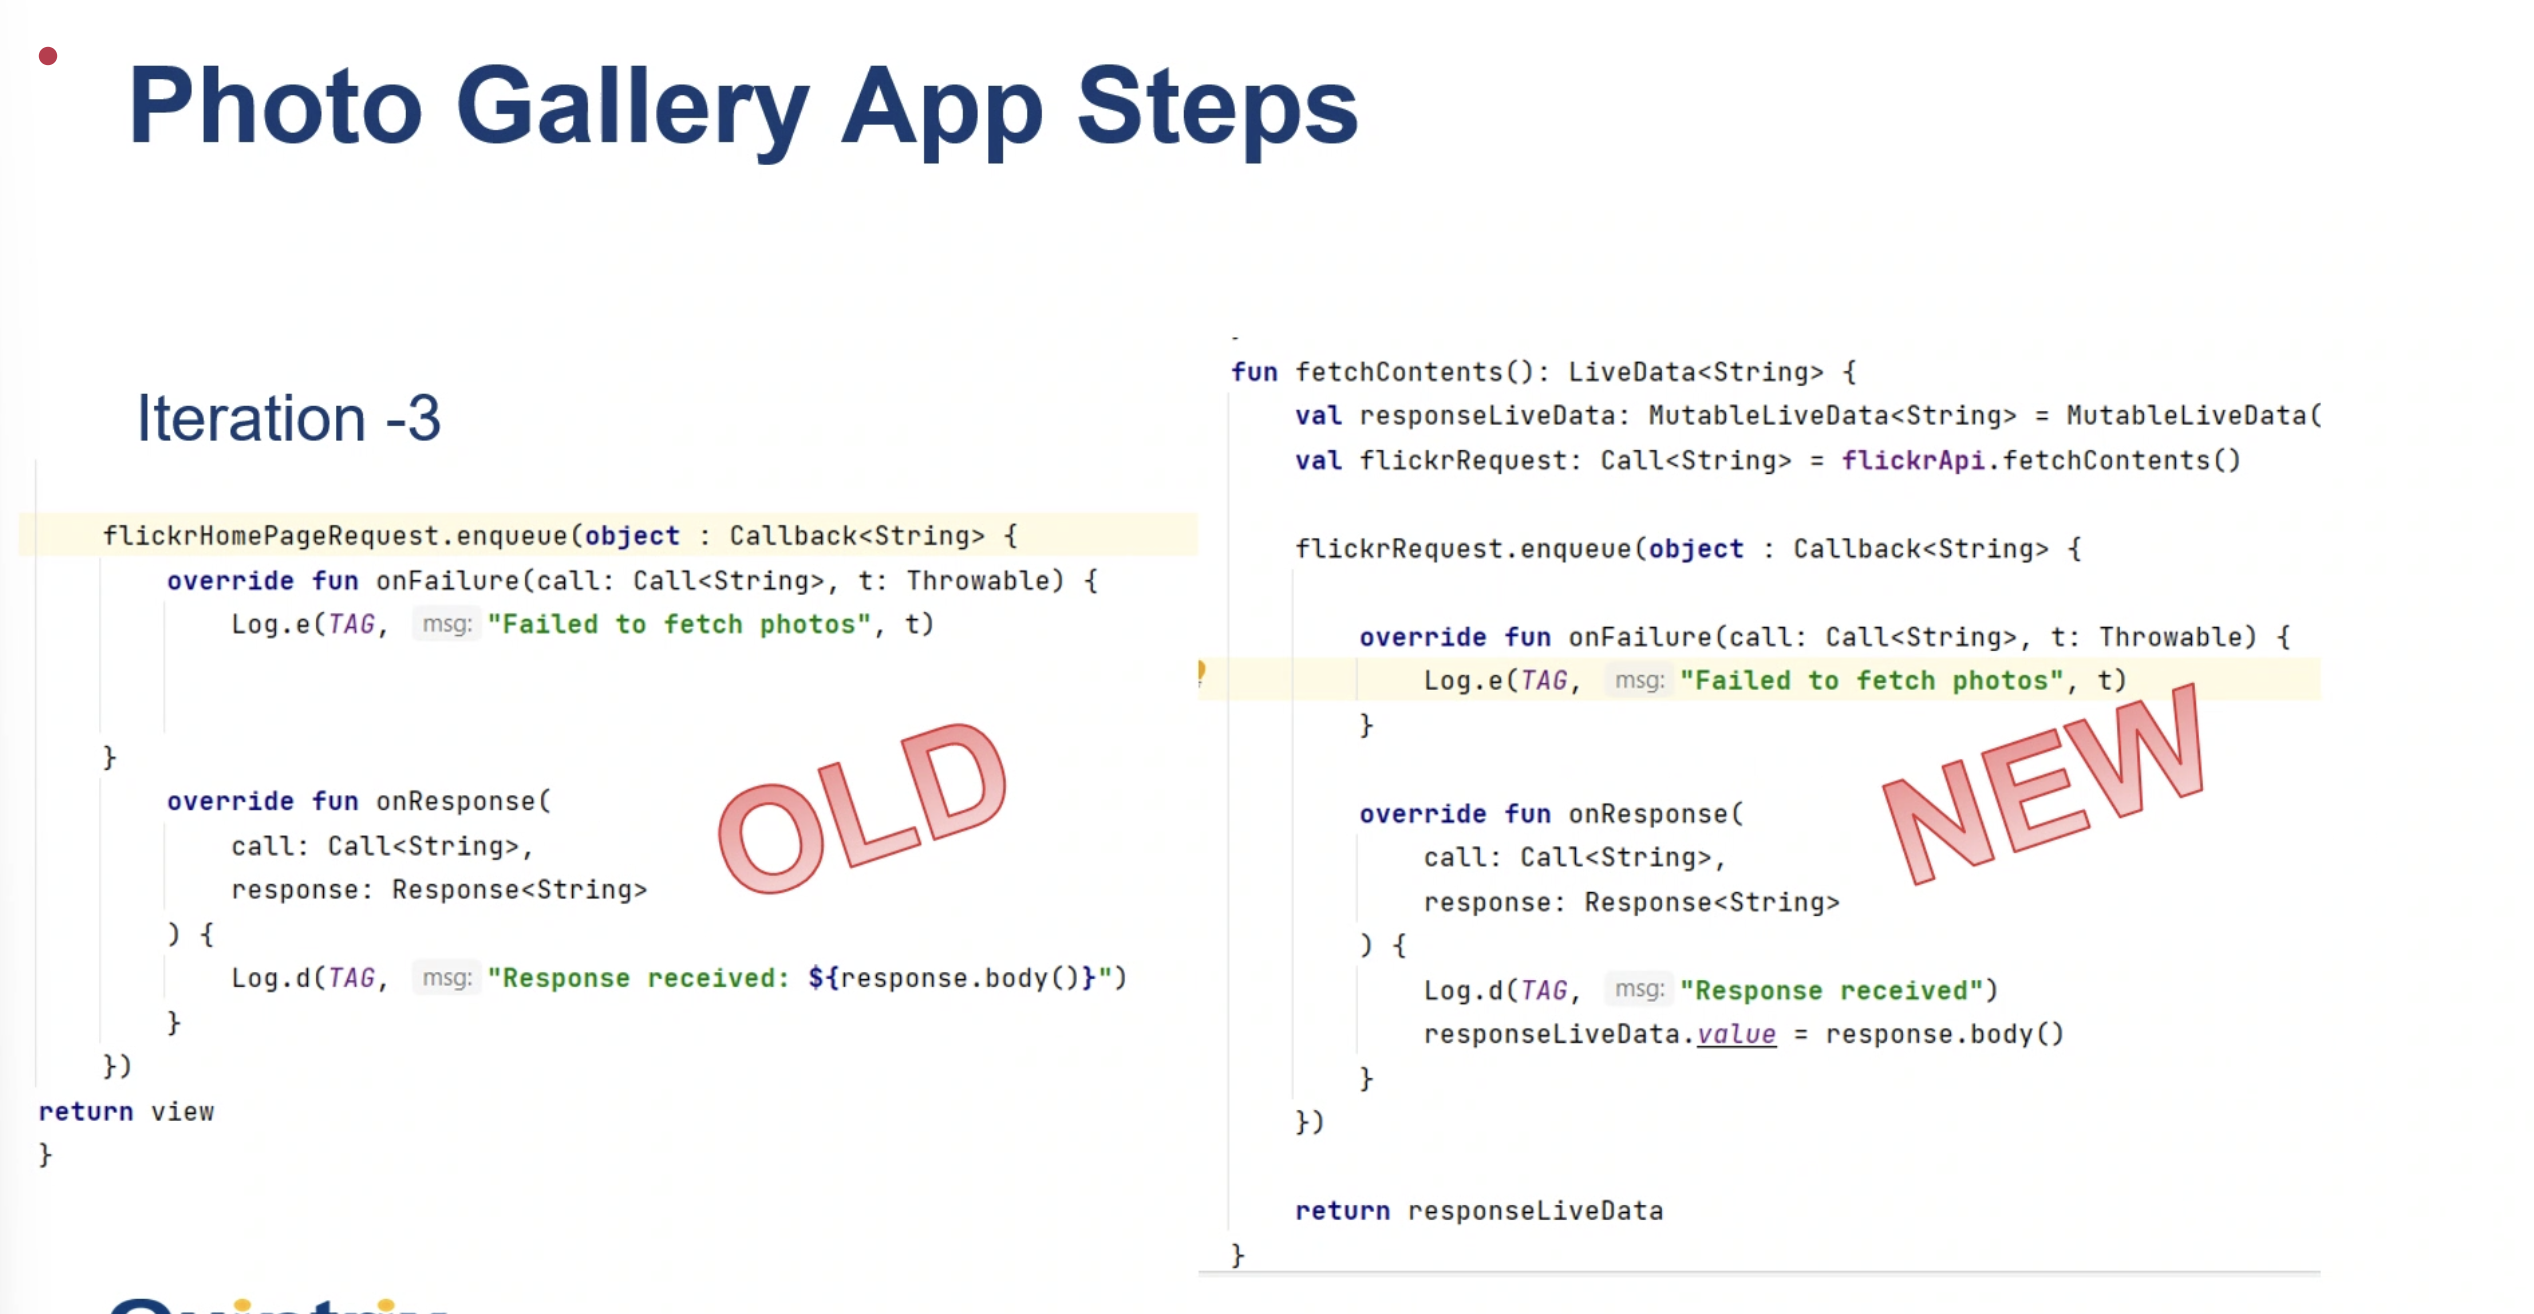 Photo Gallery App Steps
Iteration -3
flickrHomePageRequest.enqueue(object : Callback<String> {
override fun onFailure(call: Call<String>, t: Throwable) {
Log.e(TAG, msg: "Failed to fetch photos", t)
}
override fun onResponse(
call: Call<String>,
response: Response<String>
) {
Log.d(TAG, msg: "Response received: ${response.body()}")
}
})
return view
}
OLD
fun fetchContents(): LiveData<String> {
val responseLiveData: MutableLiveData<String> = MutableLiveData(
val flickrRequest: Call<String> = flickrApi.fetchContents()
flickrRequest.enqueue(object : Callback<String> {
override fun onFailure(call: Call<String>, t: Throwable) {
Log.e(TAG, msg: "Failed to fetch photos", t)
}
override fun onResponse(
call: Call<String>,
response: Response<String>
) {
Log.d(TAG, msg: "Response received")
responseLiveData.value = response.body()
}
})
return responseLiveData
}
NEW